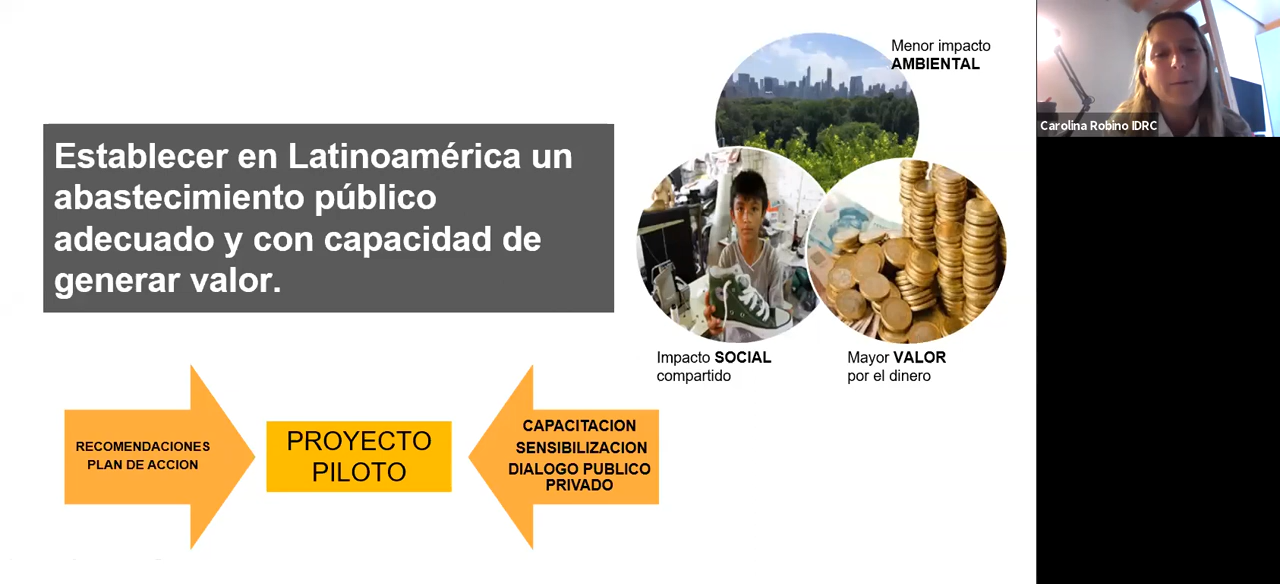 Menor impacto
AMBIENTAL
Carolina Robino IDRC
Establecer en Latinoamérica un
abastecimiento público
adecuado y con capacidad de
generar valor.
Impacto SOCIAL
compartido
Mayor VALOR
por el dinero
RECOMENDACIONES
PLAN DE ACCION
PROYECTO
PILOTO
CAPACITACION
SENSIBILIZACION
DIALOGO PUBLICO
PRIVADO